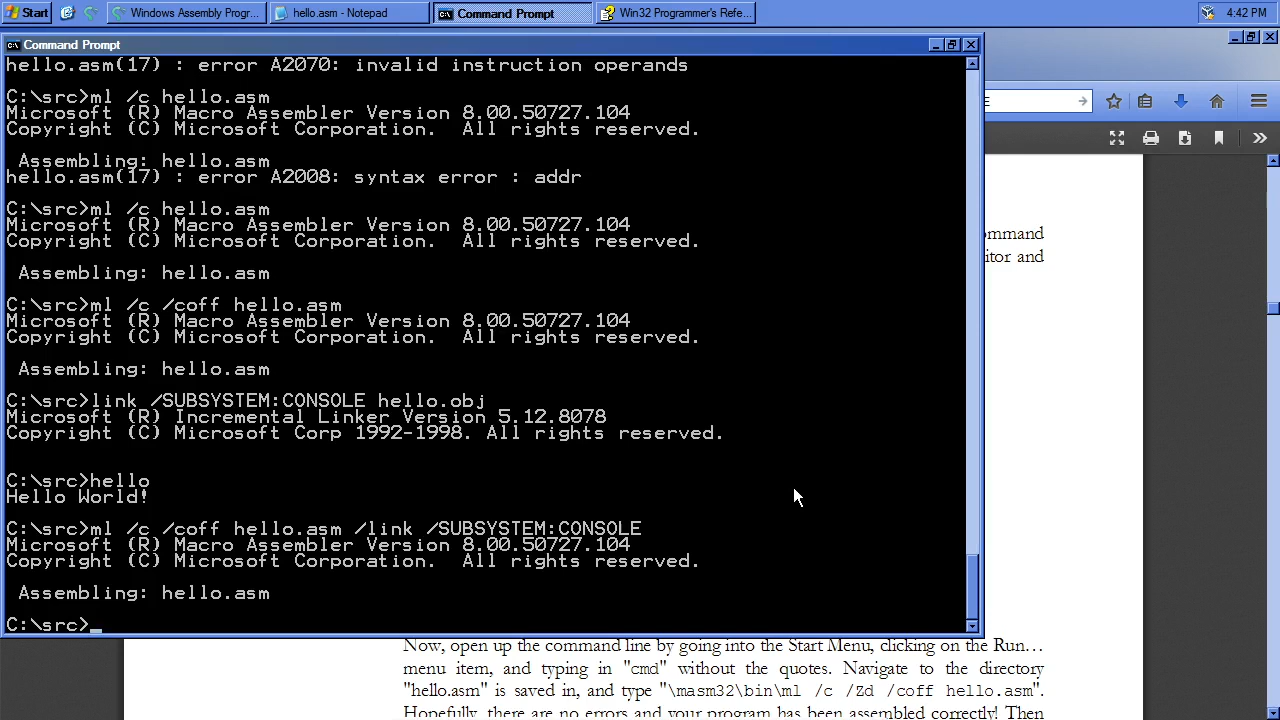 Start
Windows Assembly Progr...
hello.asm - Notepad
Command Prompt
Win32 Programmer's Refe...
4:42 PM
Command Prompt
hello.asm(17) : error A2070: invalid instruction operands
C:\src>ml /c hello.asm
Microsoft (R) Macro Assembler Version 8.00.50727.104
Copyright (C) Microsoft Corporation.  All rights reserved.
Assembling: hello.asm
hello.asm(17) : error A2008: syntax error : addr
C:\src>ml /c hello.asm
Microsoft (R) Macro Assembler Version 8.00.50727.104
Copyright (C) Microsoft Corporation.  All rights reserved.
Assembling: hello.asm
C:\src>ml /c /coff hello.asm
Microsoft (R) Macro Assembler Version 8.00.50727.104
Copyright (C) Microsoft Corporation.  All rights reserved.
Assembling: hello.asm
C:\src>link /SUBSYSTEM:CONSOLE hello.obj
Microsoft (R) Incremental Linker Version 5.12.8078
Copyright (C) Microsoft Corp 1992-1998. All rights reserved.
C:\src>hello
Hello World!
C:\src>ml /c /coff hello.asm /link /SUBSYSTEM:CONSOLE
Microsoft (R) Macro Assembler Version 8.00.50727.104
Copyright (C) Microsoft Corporation.  All rights reserved.
Assembling: hello.asm
C:\src>
E
ommand
itor and
Now, open up the command line by going into the Start Menu, clicking on the Run…
menu item, and typing in "cmd" without the quotes. Navigate to the directory
"hello.asm" is saved in, and type "\masm32\bin\ml /c /Zd /coff hello.asm".
Hopefully, there are no errors and your program has been assembled correctly! Then